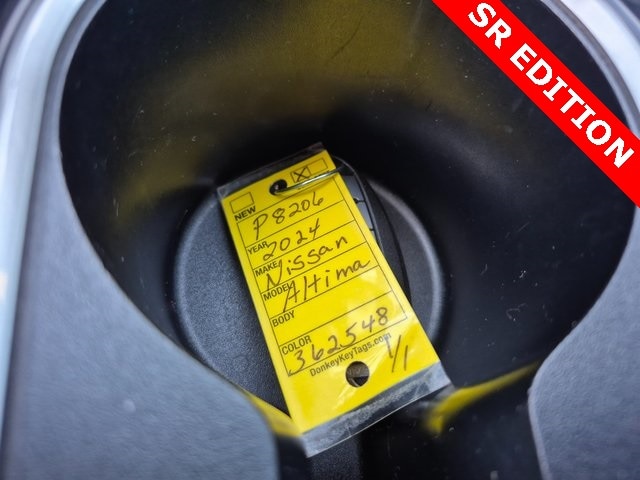 SR EDITION
NEW
P8206
YEAR 2024
MAKE Nissan
MODEL Altima
BODY
COLOR 362548
DonkeyKeyTags.com
1/1